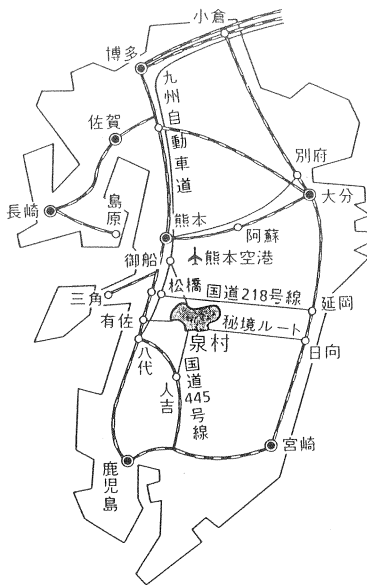 小倉
博多
九州自動車道
佐賀
別府
大分
長崎
島原
熊本
阿蘇
御船
熊本空港
松橋
国道218号線
三角
延岡
有佐
秘境ルート
泉村
日向
八代
国道445号線
人吉
宮崎
鹿児島